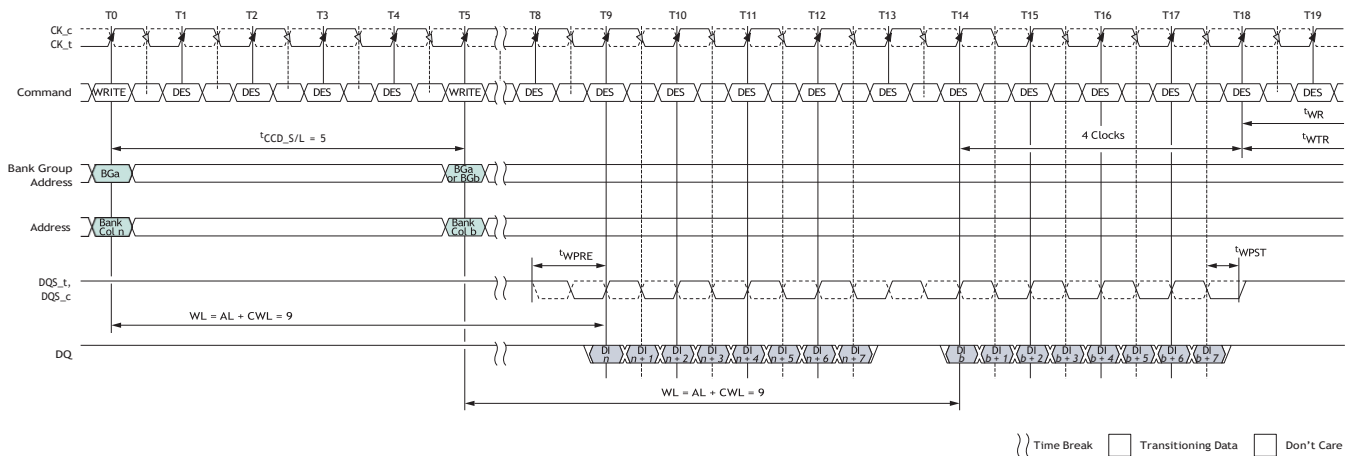 T0 T1 T2 T3 T4 T5 T8 T9 T10 T11 T12 T13 T14 T15 T16 T17 T18 T19
CK_c
CK_t
Command WRITE DES DES DES DES WRITE DES DES DES DES DES DES DES DES DES DES DES DES
tWR
tCCD_S/L = 5
4 Clocks
tWTR
Bank Group
Address
BGa
BGa
or BGb
Address
Bank
Col n
Bank
Col b
tWPRE
tWPST
DQS_t,
DQS_c
WL = AL + CWL = 9
DQ
DI
n
DI
n + 1
DI
n + 2
DI
n + 3
DI
n + 4
DI
n + 5
DI
n + 6
DI
n + 7
DI
b
DI
b + 1
DI
b + 2
DI
b + 3
DI
b + 4
DI
b + 5
DI
b + 6
DI
b + 7
WL = AL + CWL = 9
Time Break Transitioning Data Don't Care